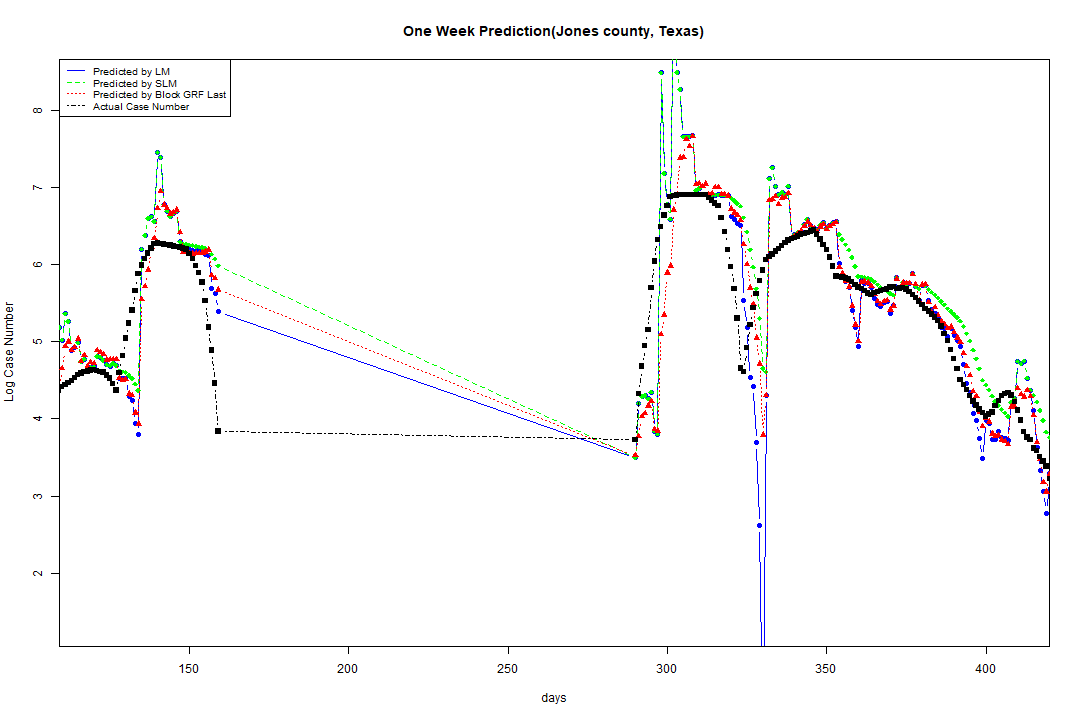 One Week Prediction(Jones county, Texas)
Predicted by LM
Predicted by SLM
Predicted by Block GRF Last
Actual Case Number
Log Case Number
8
7
6
5
4
3
2
150 200 250 300 350 400
days